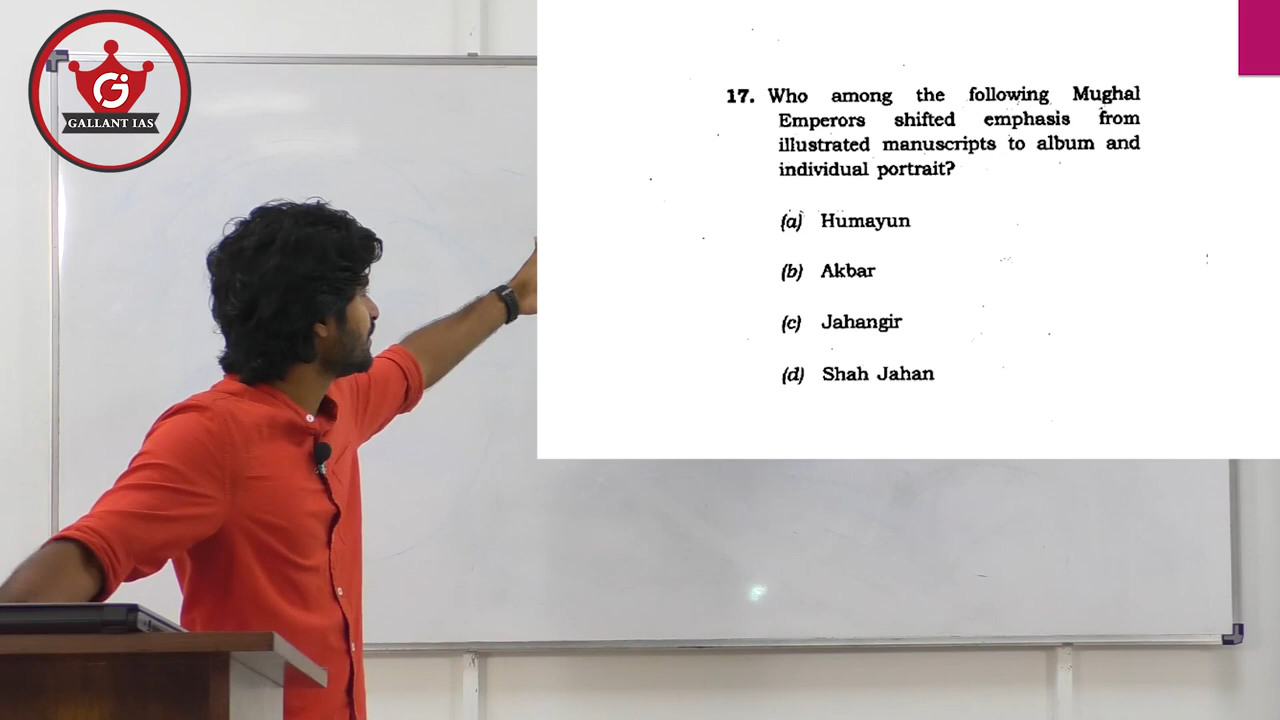 GALLANT IAS
17. Who among the following Mughal
Emperors shifted emphasis from
illustrated manuscripts to album and
individual portrait?
(a) Humayun
(b) Akbar
(c) Jahangir
(d) Shah Jahan